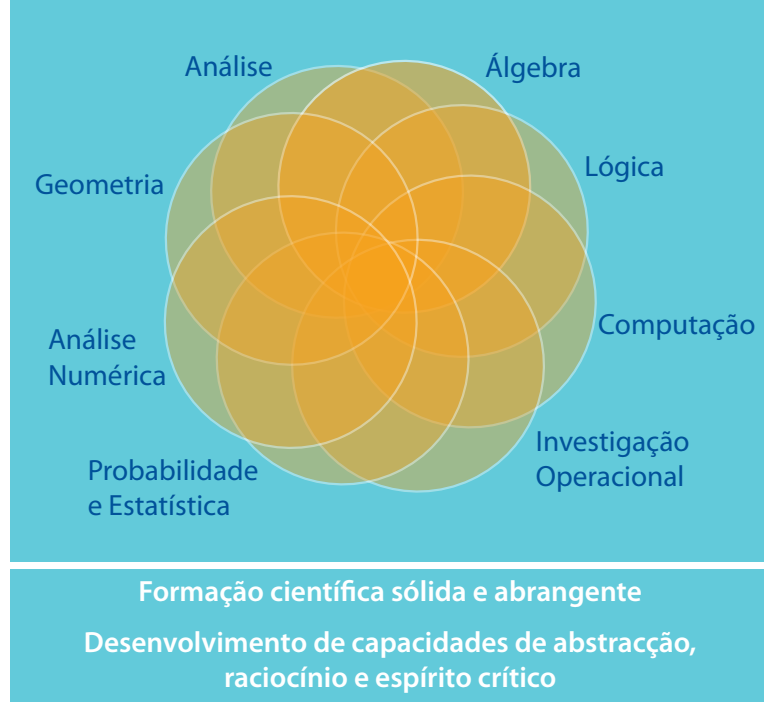 Análise
Álgebra
Geometria
Lógica
Análise
Numérica
Computação
Probabilidade
e Estatística
Investigação
Operacional
Formação científica sólida e abrangente
Desenvolvimento de capacidades de abstracção,
raciocínio e espírito crítico